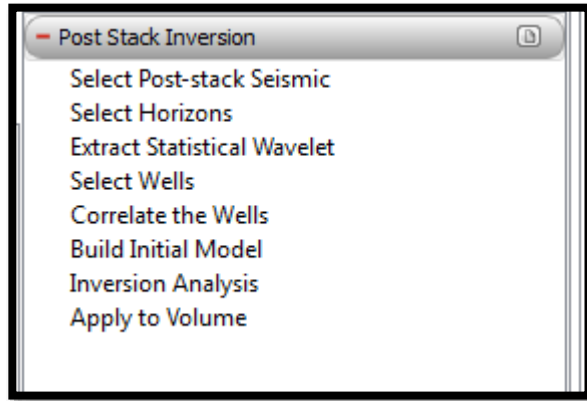 Post Stack Inversion
Select Post-stack Seismic
Select Horizons
Extract Statistical Wavelet
Select Wells
Correlate the Wells
Build Initial Model
Inversion Analysis
Apply to Volume